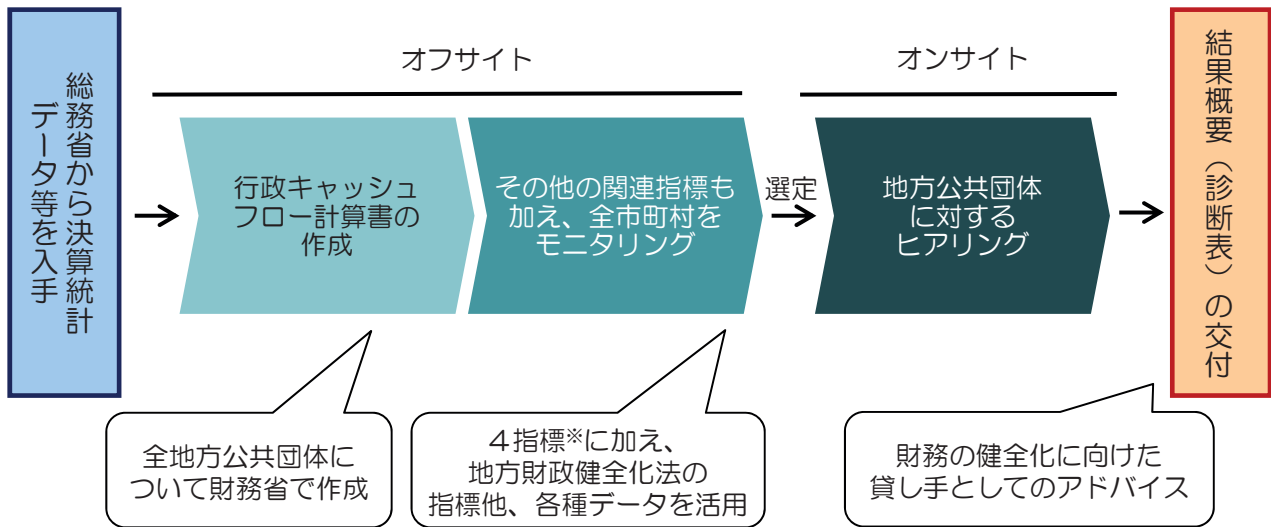 総務省から決算統計
データ等を入手
オフサイト
行政キャッシュ
フロー計算書の
作成
その他の関連指標も
加え、全市町村を
モニタリング
選定
オンサイト
地方公共団体
に対する
ヒアリング
結果概要（診断表）の交付
全地方公共団体に
ついて財務省で作成
４指標※に加え、
地方財政健全化法の
指標他、各種データを活用
財務の健全化に向けた
貸し手としてのアドバイス